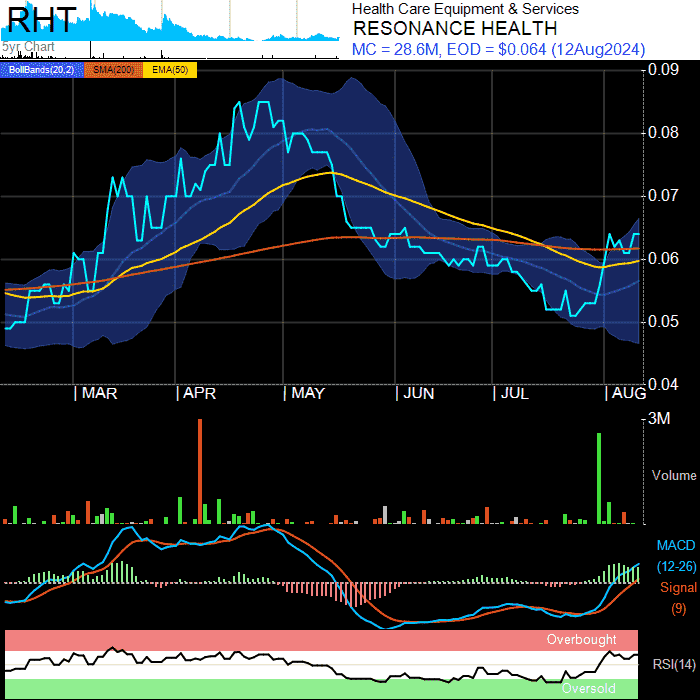 RHT
5yr Chart
Health Care Equipment & Services
RESONANCE HEALTH
MC = 28.6M, EOD = $0.064 (12Aug2024)
BollBands(20,2) SMA(200) EMA(50)
0.09
0.08
0.07
0.06
0.05
0.04
MAR APR MAY JUN JUL AUG
3M
Volume
MACD
(12-26)
Signal
(9)
Overbought
RSI(14)
Oversold